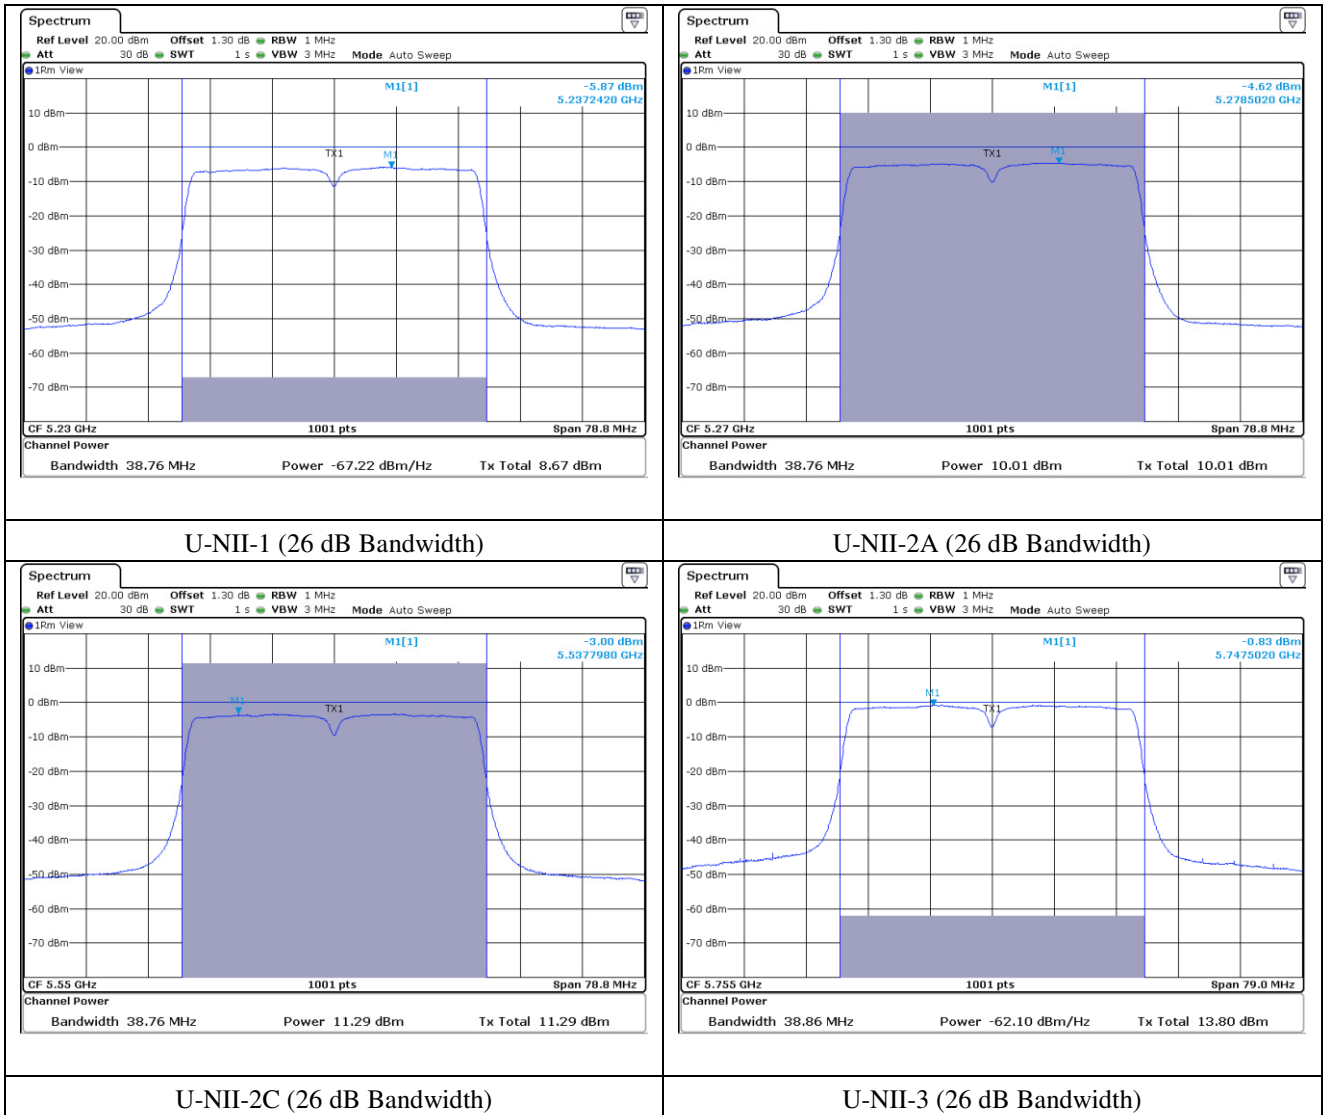 Spectrum
Ref Level 20.00 dBm Offset 1.30 dB RBW 1 MHz
Att 30 dB SWT 1 s VBW 3 MHz Mode Auto Sweep
1Rm View
M1[1] -5.87 dBm
5.2372420 GHz
10 dBm
0 dBm
TX1 M1
-10 dBm
-20 dBm
-30 dBm
-40 dBm
-50 dBm
-60 dBm
-70 dBm
CF 5.23 GHz 1001 pts Span 78.8 MHz
Channel Power
Bandwidth 38.76 MHz Power -67.22 dBm/Hz Tx Total 8.67 dBm
U-NII-1 (26 dB Bandwidth)
Spectrum
Ref Level 20.00 dBm Offset 1.30 dB RBW 1 MHz
Att 30 dB SWT 1 s VBW 3 MHz Mode Auto Sweep
1Rm View
M1[1] -4.62 dBm
5.2785020 GHz
10 dBm
0 dBm
TX1 M1
-10 dBm
-20 dBm
-30 dBm
-40 dBm
-50 dBm
-60 dBm
-70 dBm
CF 5.27 GHz 1001 pts Span 78.8 MHz
Channel Power
Bandwidth 38.76 MHz Power 10.01 dBm Tx Total 10.01 dBm
U-NII-2A (26 dB Bandwidth)
Spectrum
Ref Level 20.00 dBm Offset 1.30 dB RBW 1 MHz
Att 30 dB SWT 1 s VBW 3 MHz Mode Auto Sweep
1Rm View
M1[1] -3.00 dBm
5.5377980 GHz
10 dBm
0 dBm
M1 TX1
-10 dBm
-20 dBm
-30 dBm
-40 dBm
-50 dBm
-60 dBm
-70 dBm
CF 5.55 GHz 1001 pts Span 78.8 MHz
Channel Power
Bandwidth 38.76 MHz Power 11.29 dBm Tx Total 11.29 dBm
U-NII-2C (26 dB Bandwidth)
Spectrum
Ref Level 20.00 dBm Offset 1.30 dB RBW 1 MHz
Att 30 dB SWT 1 s VBW 3 MHz Mode Auto Sweep
1Rm View
M1[1] -0.83 dBm
5.7475020 GHz
10 dBm
M1
0 dBm
TX1
-10 dBm
-20 dBm
-30 dBm
-40 dBm
-50 dBm
-60 dBm
-70 dBm
CF 5.755 GHz 1001 pts Span 79.0 MHz
Channel Power
Bandwidth 38.86 MHz Power -62.10 dBm/Hz Tx Total 13.80 dBm
U-NII-3 (26 dB Bandwidth)